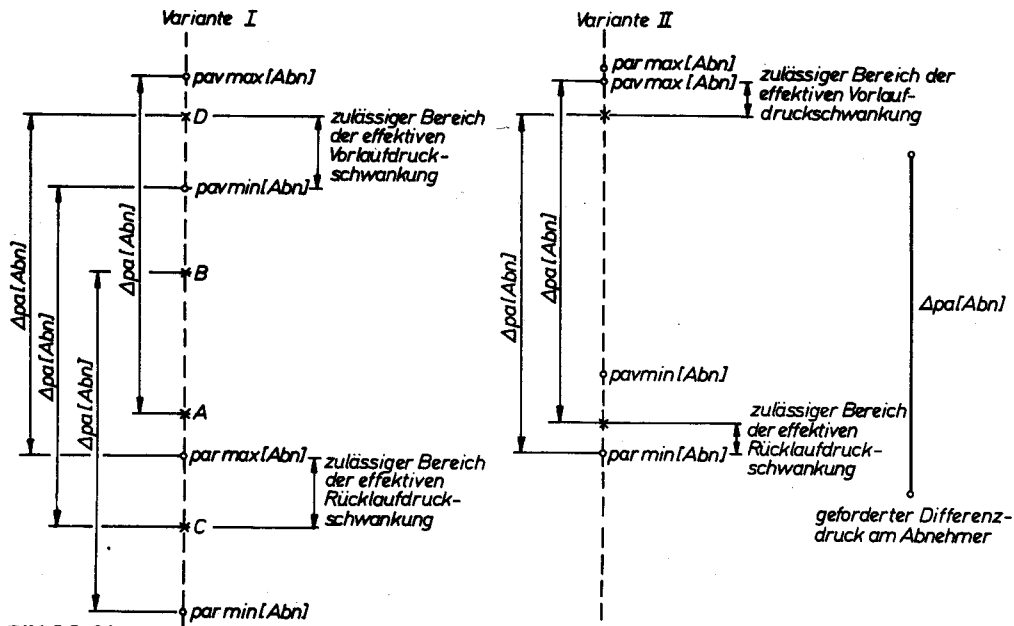 Variante I
pavmax[Abn]
D
zulässiger Bereich
der effektiven
Vorlaufdruck-
schwankung
pavmin[Abn]
B
A
parmax[Abn]
zulässiger Bereich
der effektiven
Rücklaufdruck-
schwankung
C
parmin[Abn]
Δpa[Abn]
Δpa[Abn]
Δpa[Abn]
Δpa[Abn]
Variante II
parmax[Abn]
pavmax[Abn]
zulässiger Bereich der
effektiven Vorlauf-
druckschwankung
Δpa[Abn]
Δpa[Abn]
pavmin[Abn]
zulässiger Bereich
der effektiven
Rücklaufdruck-
schwankung
parmin[Abn]
Δpa[Abn]
geforderter Differenz-
druck am Abnehmer